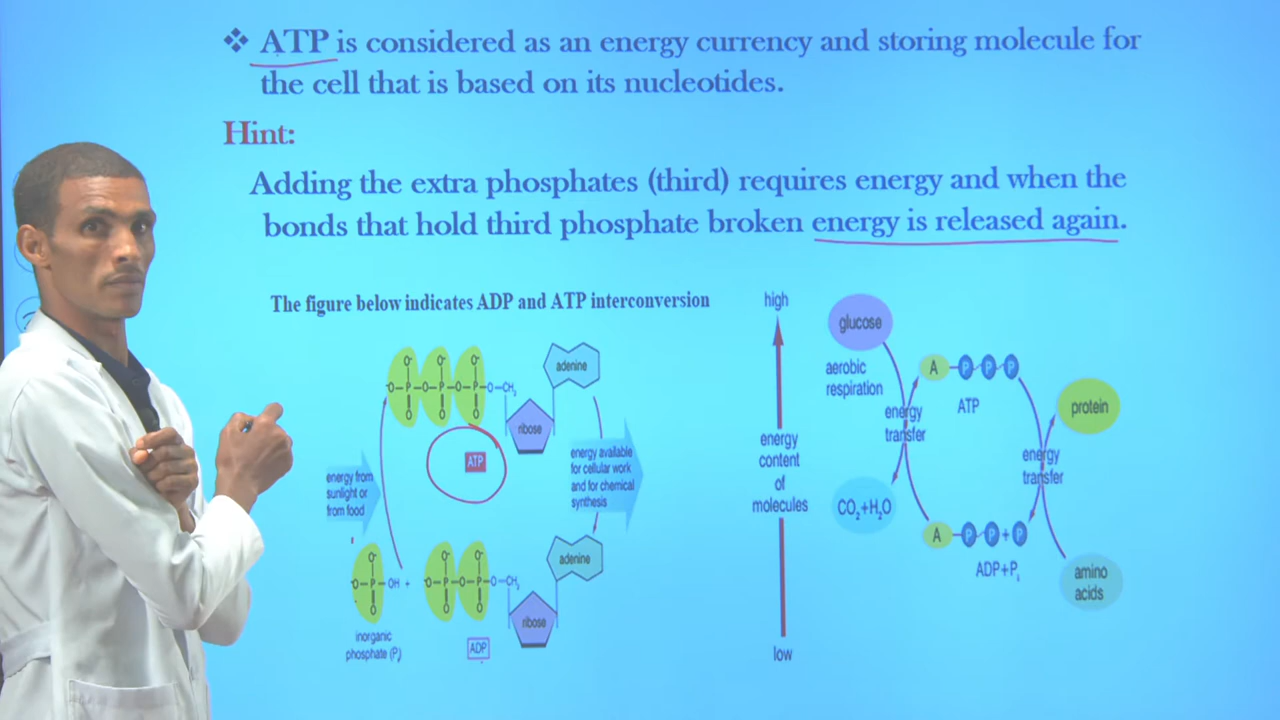 ❖ ATP is considered as an energy currency and storing molecule for
the cell that is based on its nucleotides.
Hint:
Adding the extra phosphates (third) requires energy and when the
bonds that hold third phosphate broken energy is released again.
The figure below indicates ADP and ATP interconversion
O⁻ O⁻ O⁻
O–P–O–P–O–P–O–CH₂
O O O
adenine
ribose
ATP
energy from
sunlight or
from food
energy available
for cellular work
and for chemical
synthesis
O⁻
O–P–OH +
O
inorganic
phosphate (Pᵢ)
O⁻ O⁻
O–P–O–P–O–CH₂
O O
adenine
ribose
ADP
high
energy
content
of
molecules
low
glucose
aerobic
respiration
energy
transfer
CO₂+H₂O
A P P P
ATP
protein
energy
transfer
A P P + P
ADP+Pᵢ
amino
acids